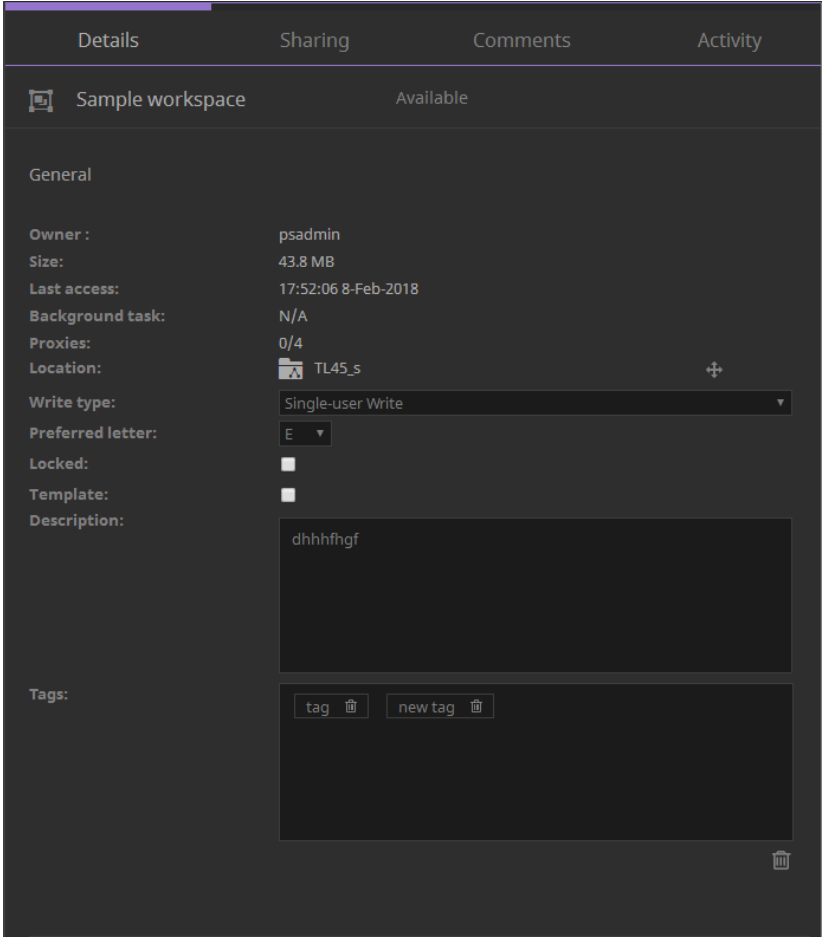 Details Sharing Comments Activity
Sample workspace Available
General
Owner : psadmin
Size: 43.8 MB
Last access: 17:52:06 8-Feb-2018
Background task: N/A
Proxies: 0/4
Location: TL45_s
Write type: Single-user Write
Preferred letter: E
Locked:
Template:
Description: dhhhfhgf
Tags: tag new tag